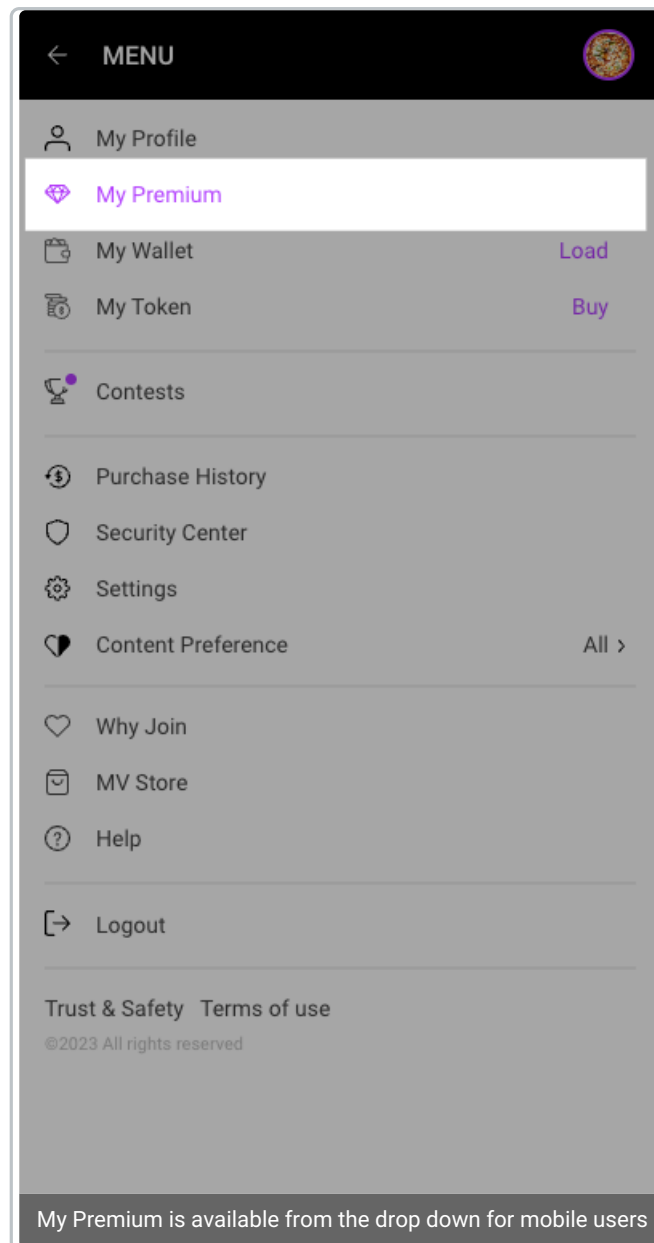 MENU
My Profile
My Premium
My Wallet Load
My Token Buy
Contests
Purchase History
Security Center
Settings
Content Preference All >
Why Join
MV Store
Help
Logout
Trust & Safety Terms of use
©2023 All rights reserved
My Premium is available from the drop down for mobile users